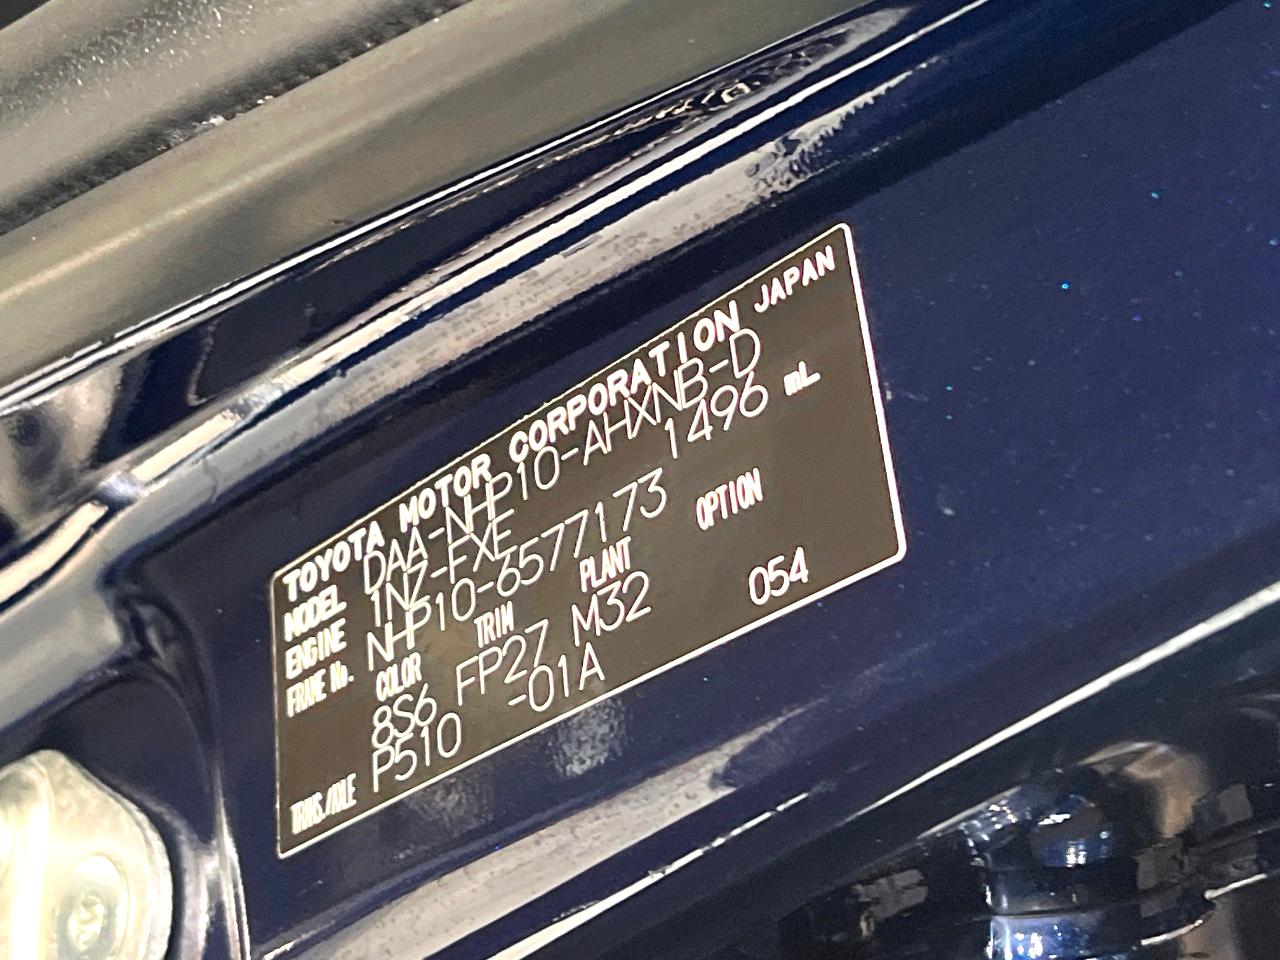 TOYOTA MOTOR CORPORATION JAPAN
MODEL DAA-NHP10-AHXNB-D
ENGINE 1NZ-FXE 1496 mL
FRAME No. NHP10-6577173
COLOR TRIM PLANT OPTION
8S6 FP27 M32 054
TRANS./AXLE P510 -01A